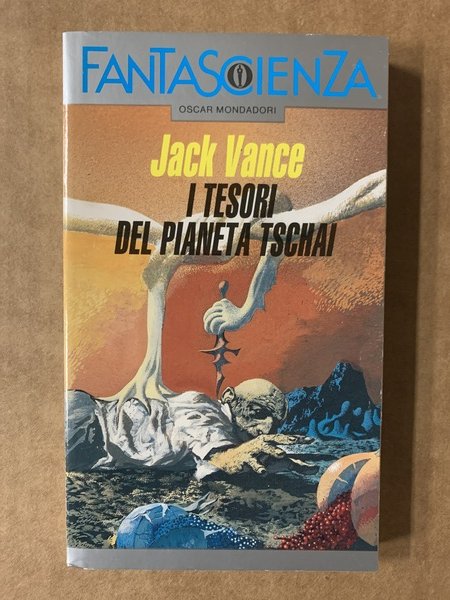 FANTASCIENZA
OSCAR MONDADORI
Jack Vance
I TESORI
DEL PIANETA TSCHAI